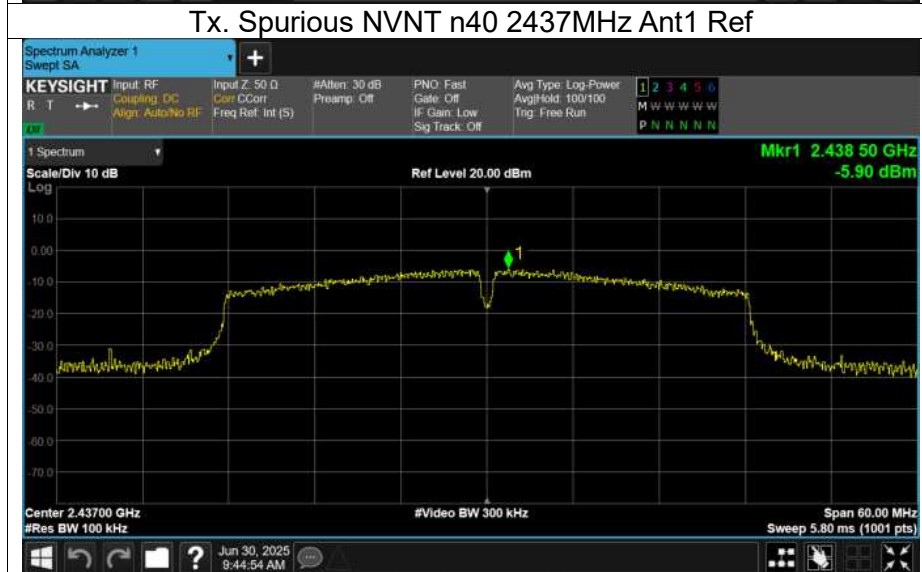 Tx. Spurious NVNT n40 2437MHz Ant1 Ref
Spectrum Analyzer 1
Swept SA
+
KEYSIGHT
R T
Input: RF
Coupling: DC
Align: Auto/No RF
Input Z: 50 Ω
Corr CCorr
Freq Ref: Int (S)
#Atten: 30 dB
Preamp: Off
PNO: Fast
Gate: Off
IF Gain: Low
Sig Track: Off
Avg Type: Log-Power
Avg|Hold: 100/100
Trig: Free Run
1 2 3 4 5 6
M W W W W W
P N N N N N
1 Spectrum
Mkr1 2.438 50 GHz
Scale/Div 10 dB
Ref Level 20.00 dBm
-5.90 dBm
Log
10.0
0.00
-10.0
-20.0
-30.0
-40.0
-50.0
-60.0
-70.0
1
Center 2.43700 GHz
#Video BW 300 kHz
Span 60.00 MHz
#Res BW 100 kHz
Sweep 5.80 ms (1001 pts)
?
Jun 30, 2025
9:44:54 AM